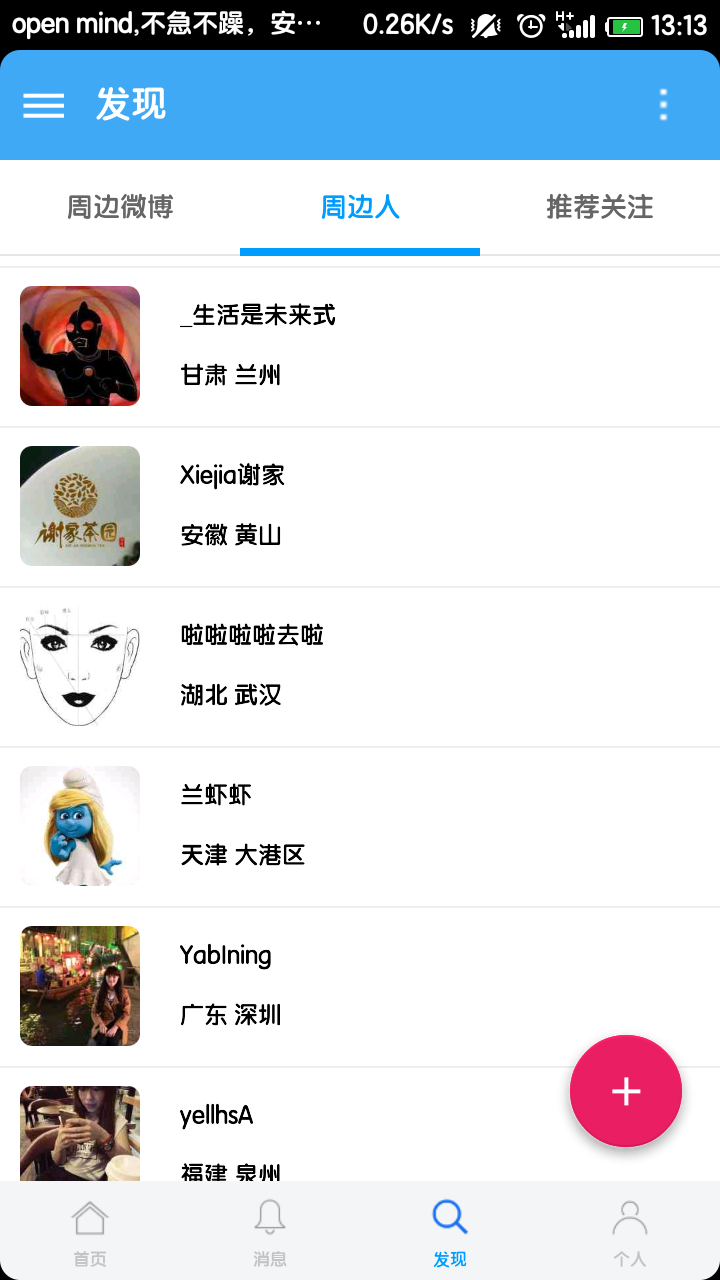 open mind,不急不躁，安… 0.26K/s H+ 13:13
发现
周边微博 周边人 推荐关注
_生活是未来式
甘肃 兰州
Xiejia谢家
安徽 黄山
谢家茶园
啦啦啦啦去啦
湖北 武汉
兰虾虾
天津 大港区
YabIning
广东 深圳
yellhsA
福建 泉州
首页 消息 发现 个人